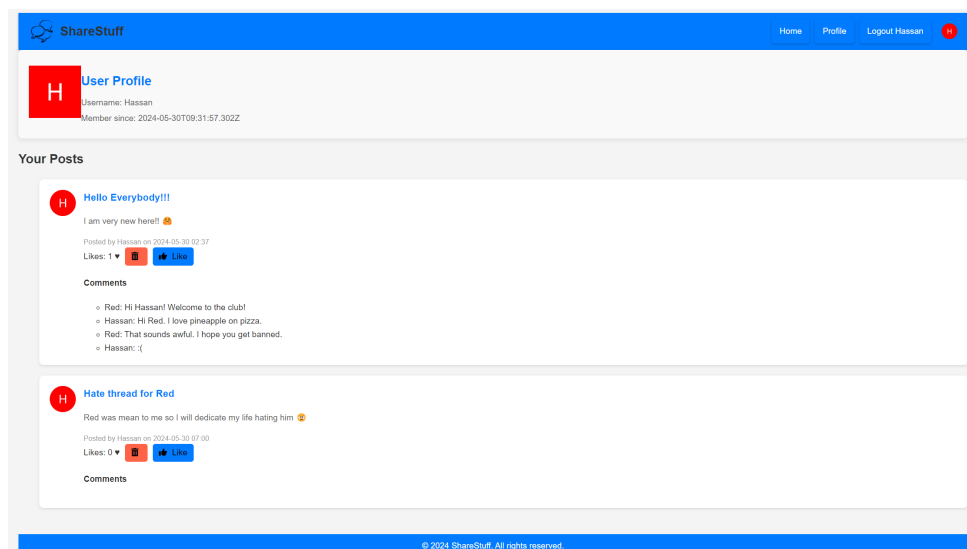 ShareStuff
Home Profile Logout Hassan H
H
User Profile
Username: Hassan
Member since: 2024-05-30T09:31:57.302Z
Your Posts
H
Hello Everybody!!!
I am very new here!! 🤗
Posted by Hassan on 2024-05-30 02:37
Likes: 1 ♥ Like
Comments
Red: Hi Hassan! Welcome to the club!
Hassan: Hi Red. I love pineapple on pizza.
Red: That sounds awful. I hope you get banned.
Hassan: :(
H
Hate thread for Red
Red was mean to me so I will dedicate my life hating him
Posted by Hassan on 2024-05-30 07:00
Likes: 0 ♥ Like
Comments
© 2024 ShareStuff. All rights reserved.